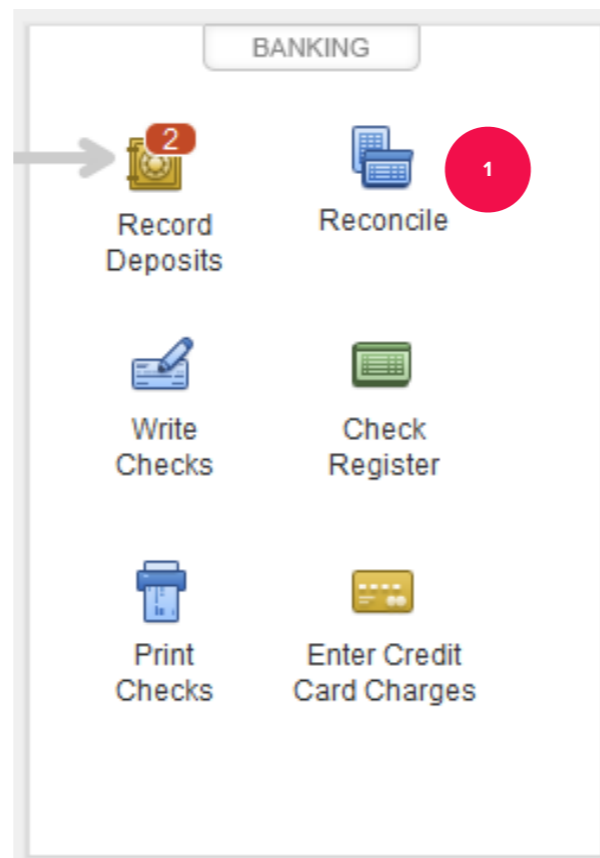 BANKING
2
1
Record
Deposits
Reconcile
Write
Checks
Check
Register
Print
Checks
Enter Credit
Card Charges